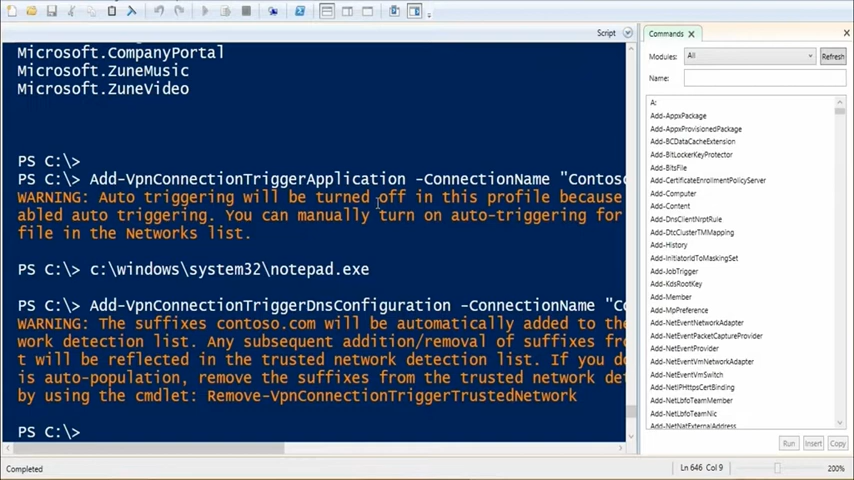 Script
Microsoft.CompanyPortal
Microsoft.ZuneMusic
Microsoft.ZuneVideo
PS C:\>
PS C:\> Add-VpnConnectionTriggerApplication -ConnectionName "Contoso
WARNING: Auto triggering will be turned off in this profile because
abled auto triggering. You can manually turn on auto-triggering for
file in the Networks list.
PS C:\> c:\windows\system32\notepad.exe
PS C:\> Add-VpnConnectionTriggerDnsConfiguration -ConnectionName "Co
WARNING: The suffixes contoso.com will be automatically added to the
work detection list. Any subsequent addition/removal of suffixes fro
t will be reflected in the trusted network detection list. If you do
is auto-population, remove the suffixes from the trusted network det
by using the cmdlet: Remove-VpnConnectionTriggerTrustedNetwork
PS C:\>
Commands
Modules: All Refresh
Name:
A:
Add-AppxPackage
Add-AppxProvisionedPackage
Add-BCDataCacheExtension
Add-BitLockerKeyProtector
Add-BitsFile
Add-CertificateEnrollmentPolicyServer
Add-Computer
Add-Content
Add-DnsClientNrptRule
Add-DtcClusterTMMapping
Add-History
Add-InitiatorIdToMaskingSet
Add-JobTrigger
Add-KdsRootKey
Add-Member
Add-MpPreference
Add-NetEventNetworkAdapter
Add-NetEventPacketCaptureProvider
Add-NetEventProvider
Add-NetEventVmNetworkAdapter
Add-NetEventVmSwitch
Add-NetIPHttpsCertBinding
Add-NetLbfoTeamMember
Add-NetLbfoTeamNic
Add-NetNatExternalAddress
Run Insert Copy
Completed
Ln 646 Col 9
200%